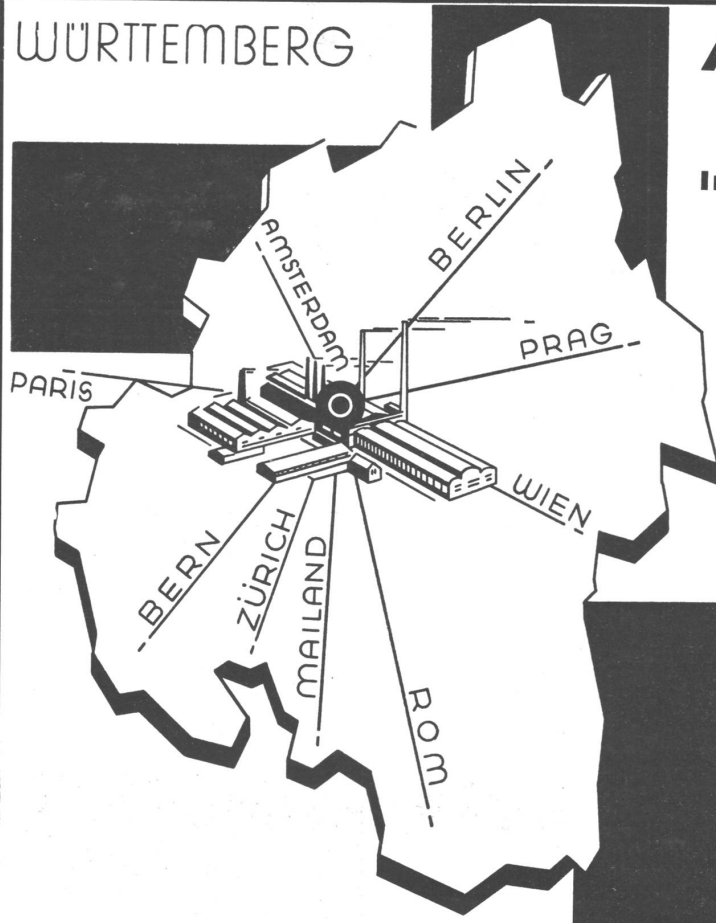 WÜRTTEMBERG
BERLIN
AMSTERDAM
PRAG
PARIS
WIEN
BERN
ZÜRICH
MAILAND
ROM